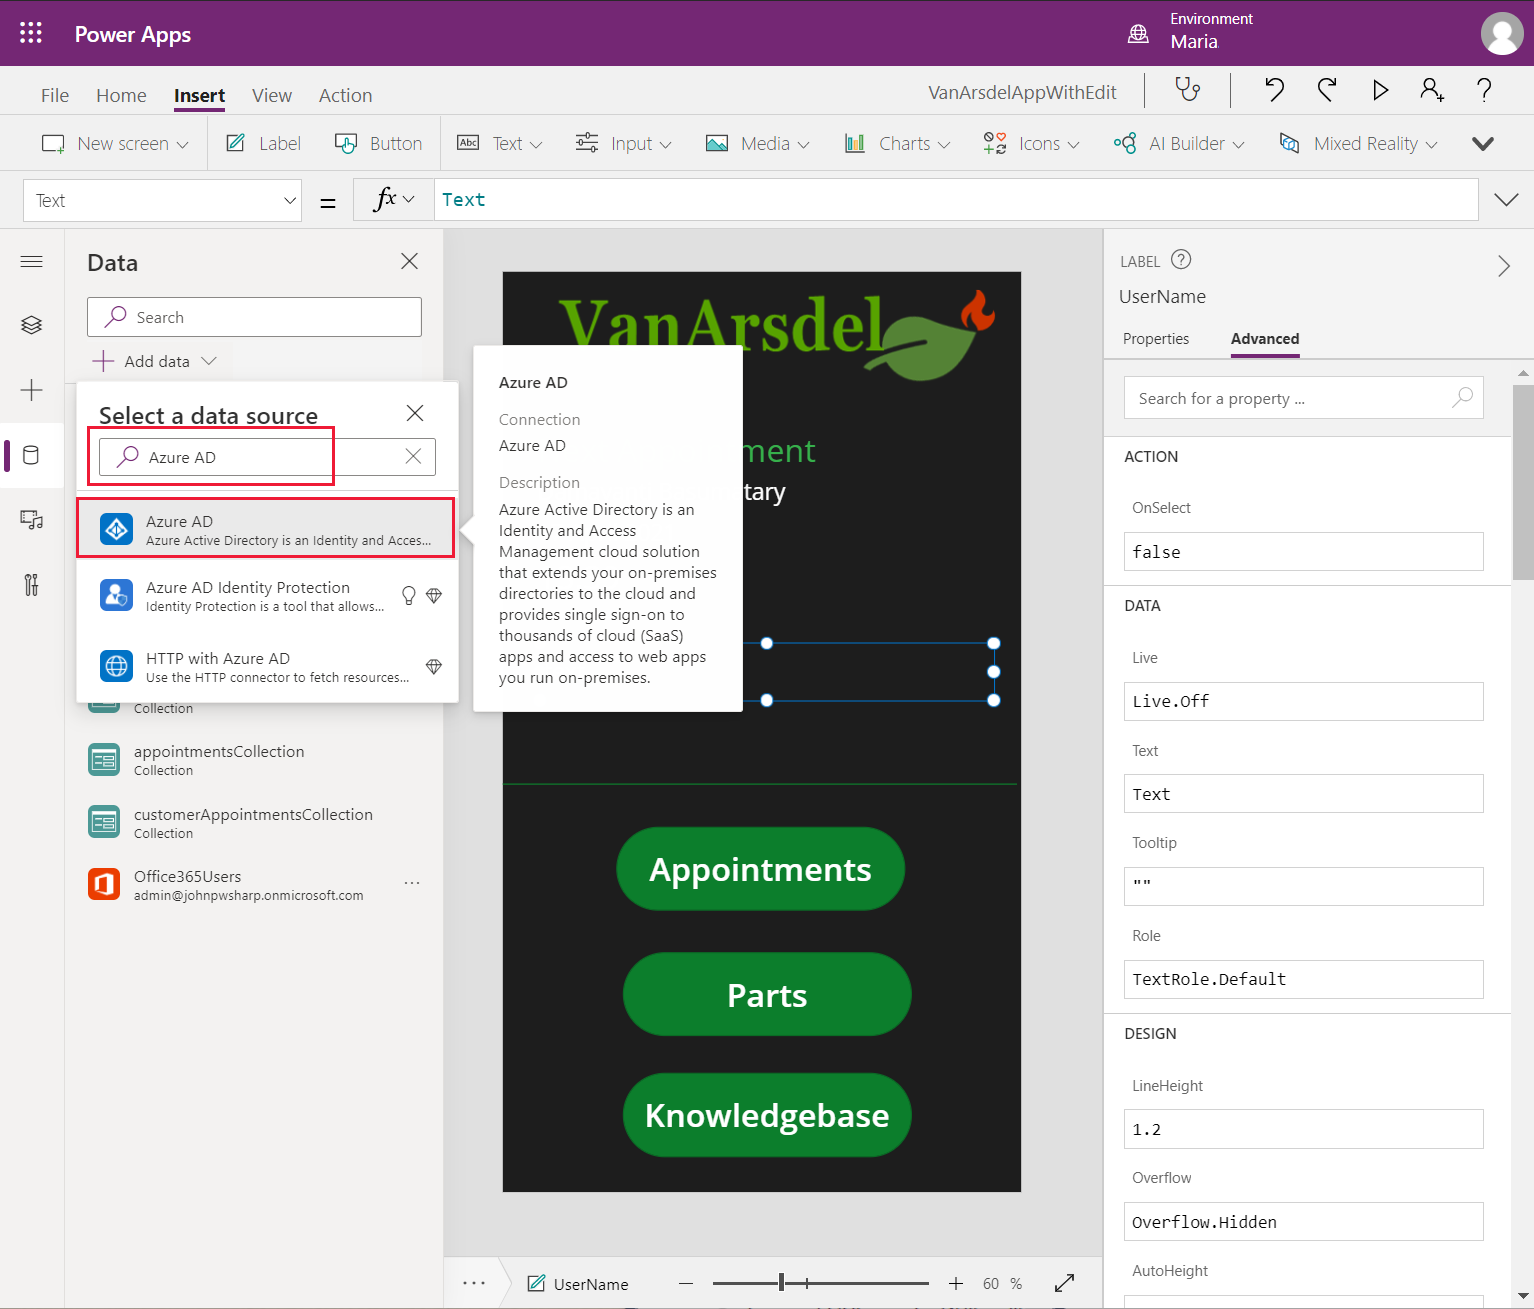 Power Apps
Environment
Maria
File Home Insert View Action
VanArsdelAppWithEdit
New screen Label Button Abc Text Input Media Charts Icons AI Builder Mixed Reality
Text = fx Text
Data
Search
Add data
Select a data source
Azure AD
Azure AD
Azure Active Directory is an Identity and Acces...
Azure AD Identity Protection
Identity Protection is a tool that allows...
HTTP with Azure AD
Use the HTTP connector to fetch resources...
Collection
appointmentsCollection
Collection
customerAppointmentsCollection
Collection
Office365Users
admin@johnpwsharp.onmicrosoft.com
Azure AD
Connection
Azure AD
Description
Azure Active Directory is an
Identity and Access
Management cloud solution
that extends your on-premises
directories to the cloud and
provides single sign-on to
thousands of cloud (SaaS)
apps and access to web apps
you run on-premises.
VanArsdel
ment
tary
Appointments
Parts
Knowledgebase
LABEL
UserName
Properties Advanced
Search for a property ...
ACTION
OnSelect
false
DATA
Live
Live.Off
Text
Text
Tooltip
""
Role
TextRole.Default
DESIGN
LineHeight
1.2
Overflow
Overflow.Hidden
AutoHeight
UserName
60 %